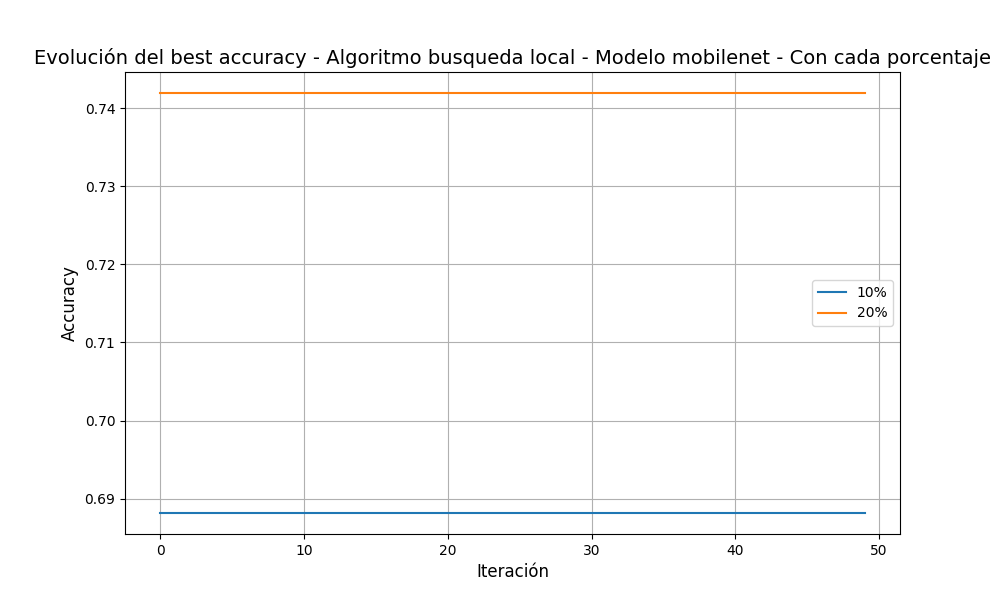 Evolución del best accuracy - Algoritmo busqueda local - Modelo mobilenet - Con cada porcentaje
0.74
0.73
0.72
0.71
0.70
0.69
Accuracy
10%
20%
0 10 20 30 40 50
Iteración